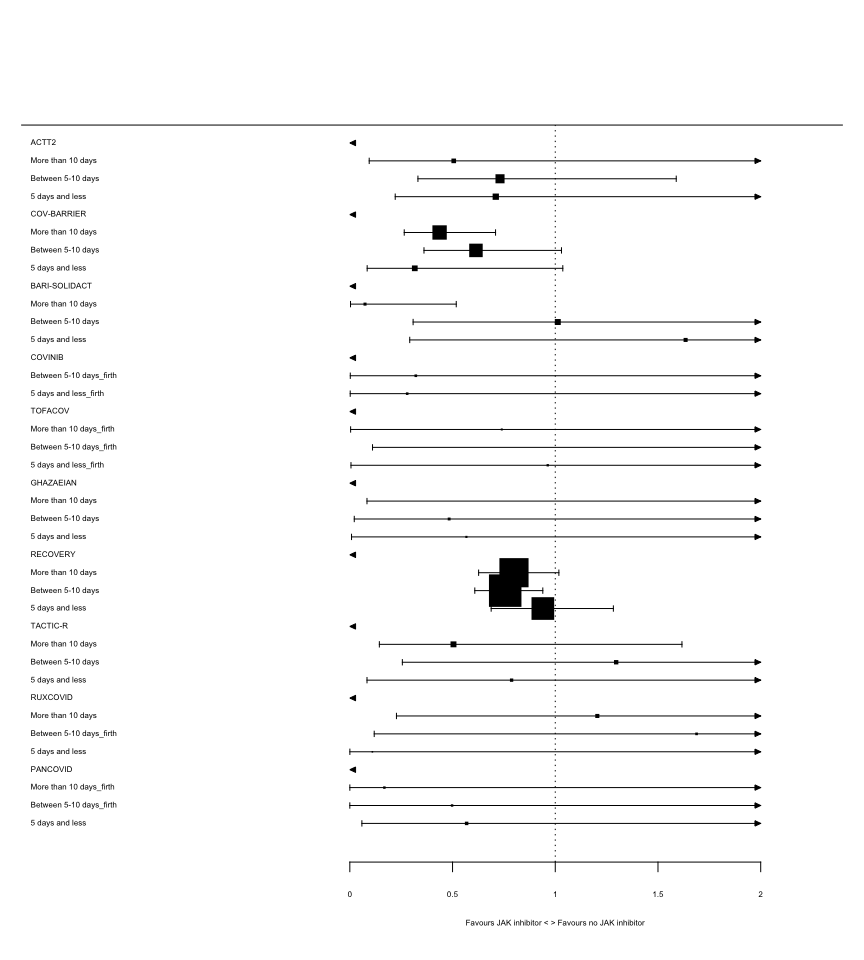 ACTT2
More than 10 days
Between 5-10 days
5 days and less
COV-BARRIER
More than 10 days
Between 5-10 days
5 days and less
BARI-SOLIDACT
More than 10 days
Between 5-10 days
5 days and less
COVINIB
Between 5-10 days_firth
5 days and less_firth
TOFACOV
More than 10 days_firth
Between 5-10 days_firth
5 days and less_firth
GHAZAEIAN
More than 10 days
Between 5-10 days
5 days and less
RECOVERY
More than 10 days
Between 5-10 days
5 days and less
TACTIC-R
More than 10 days
Between 5-10 days
5 days and less
RUXCOVID
More than 10 days
Between 5-10 days_firth
5 days and less
PANCOVID
More than 10 days_firth
Between 5-10 days_firth
5 days and less
0 0.5 1 1.5 2
Favours JAK inhibitor < > Favours no JAK inhibitor